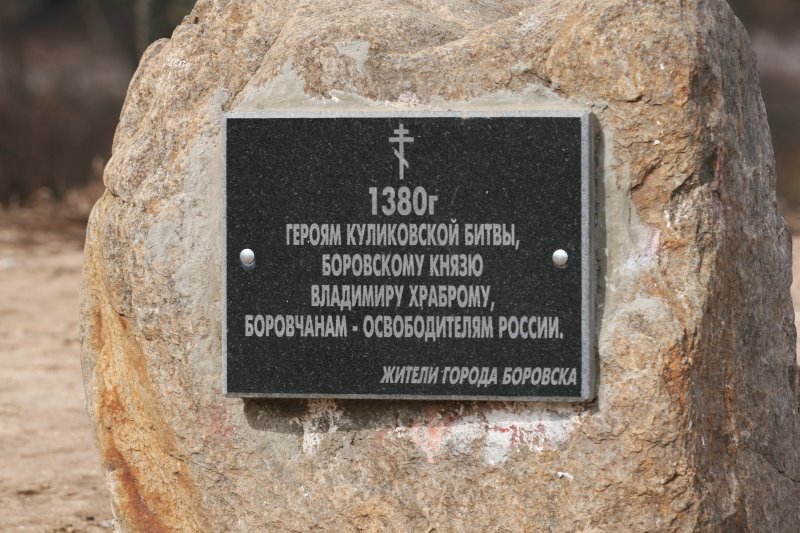 1380г
ГЕРОЯМ КУЛИКОВСКОЙ БИТВЫ,
БОРОВСКОМУ КНЯЗЮ
ВЛАДИМИРУ ХРАБРОМУ,
БОРОВЧАНАМ - ОСВОБОДИТЕЛЯМ РОССИИ.
ЖИТЕЛИ ГОРОДА БОРОВСКА